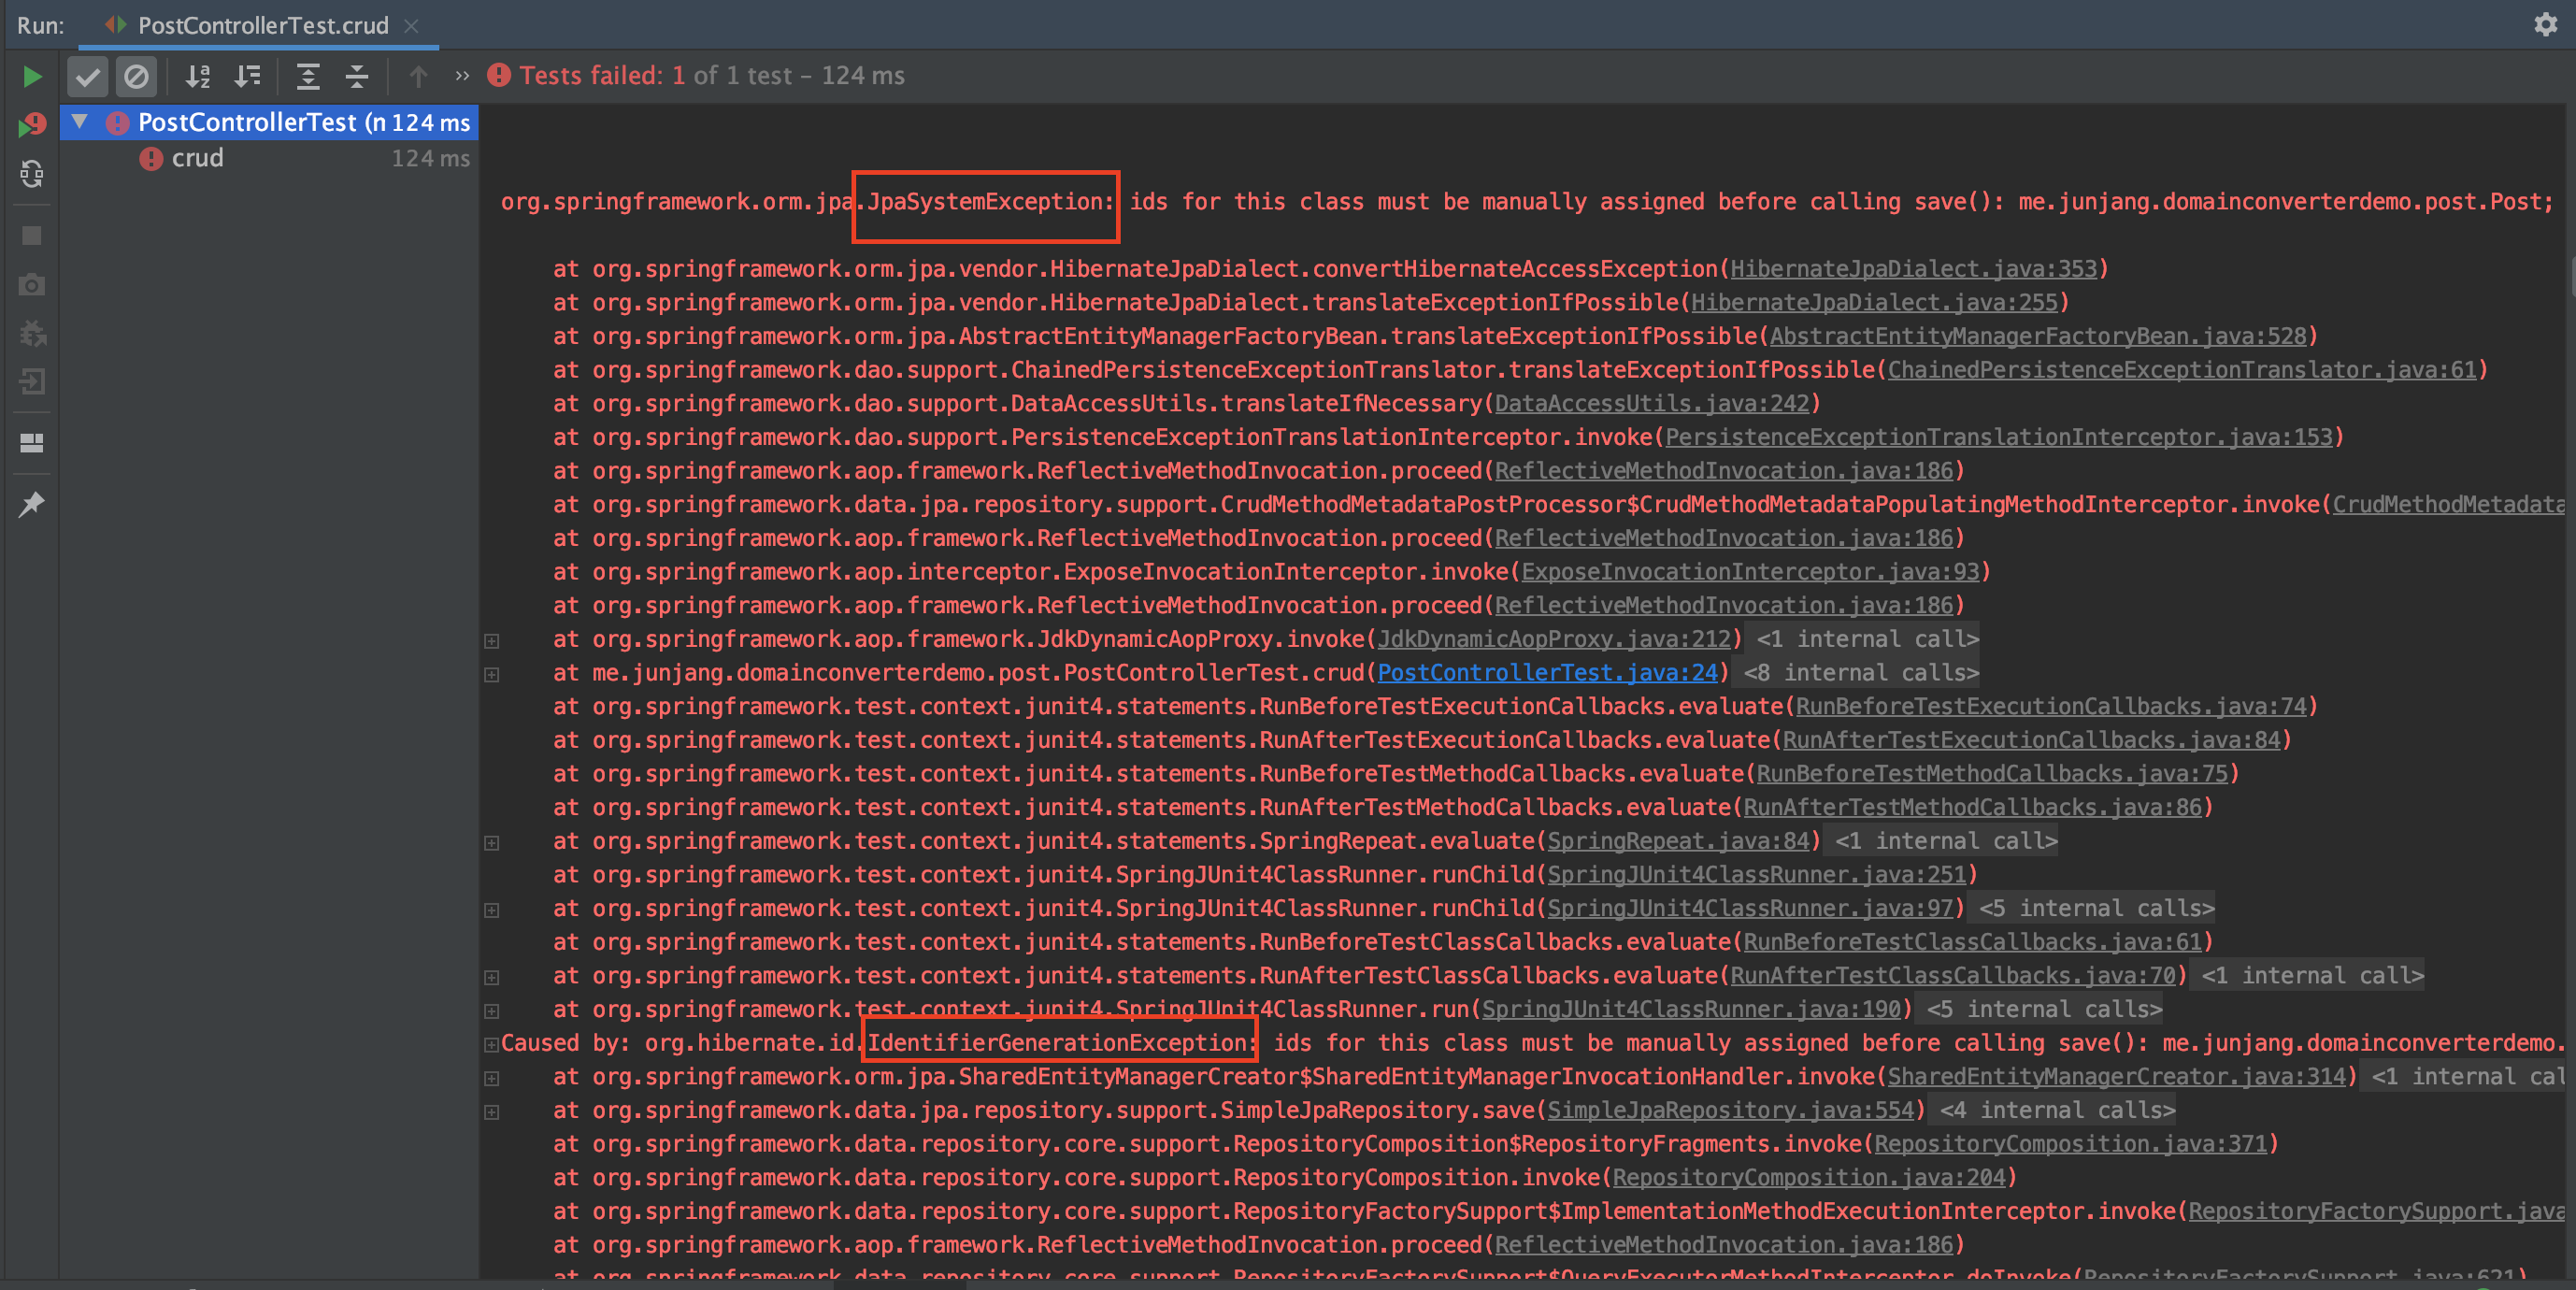 Run: PostControllerTest.crud
Tests failed: 1 of 1 test – 124 ms
PostControllerTest (n 124 ms
crud 124 ms
org.springframework.orm.jpa.JpaSystemException: ids for this class must be manually assigned before calling save(): me.junjang.domainconverterdemo.post.Post;
at org.springframework.orm.jpa.vendor.HibernateJpaDialect.convertHibernateAccessException(HibernateJpaDialect.java:353)
at org.springframework.orm.jpa.vendor.HibernateJpaDialect.translateExceptionIfPossible(HibernateJpaDialect.java:255)
at org.springframework.orm.jpa.AbstractEntityManagerFactoryBean.translateExceptionIfPossible(AbstractEntityManagerFactoryBean.java:528)
at org.springframework.dao.support.ChainedPersistenceExceptionTranslator.translateExceptionIfPossible(ChainedPersistenceExceptionTranslator.java:61)
at org.springframework.dao.support.DataAccessUtils.translateIfNecessary(DataAccessUtils.java:242)
at org.springframework.dao.support.PersistenceExceptionTranslationInterceptor.invoke(PersistenceExceptionTranslationInterceptor.java:153)
at org.springframework.aop.framework.ReflectiveMethodInvocation.proceed(ReflectiveMethodInvocation.java:186)
at org.springframework.data.jpa.repository.support.CrudMethodMetadataPostProcessor$CrudMethodMetadataPopulatingMethodInterceptor.invoke(CrudMethodMetadata
at org.springframework.aop.framework.ReflectiveMethodInvocation.proceed(ReflectiveMethodInvocation.java:186)
at org.springframework.aop.interceptor.ExposeInvocationInterceptor.invoke(ExposeInvocationInterceptor.java:93)
at org.springframework.aop.framework.ReflectiveMethodInvocation.proceed(ReflectiveMethodInvocation.java:186)
at org.springframework.aop.framework.JdkDynamicAopProxy.invoke(JdkDynamicAopProxy.java:212) <1 internal call>
at me.junjang.domainconverterdemo.post.PostControllerTest.crud(PostControllerTest.java:24) <8 internal calls>
at org.springframework.test.context.junit4.statements.RunBeforeTestExecutionCallbacks.evaluate(RunBeforeTestExecutionCallbacks.java:74)
at org.springframework.test.context.junit4.statements.RunAfterTestExecutionCallbacks.evaluate(RunAfterTestExecutionCallbacks.java:84)
at org.springframework.test.context.junit4.statements.RunBeforeTestMethodCallbacks.evaluate(RunBeforeTestMethodCallbacks.java:75)
at org.springframework.test.context.junit4.statements.RunAfterTestMethodCallbacks.evaluate(RunAfterTestMethodCallbacks.java:86)
at org.springframework.test.context.junit4.statements.SpringRepeat.evaluate(SpringRepeat.java:84) <1 internal call>
at org.springframework.test.context.junit4.SpringJUnit4ClassRunner.runChild(SpringJUnit4ClassRunner.java:251)
at org.springframework.test.context.junit4.SpringJUnit4ClassRunner.runChild(SpringJUnit4ClassRunner.java:97) <5 internal calls>
at org.springframework.test.context.junit4.statements.RunBeforeTestClassCallbacks.evaluate(RunBeforeTestClassCallbacks.java:61)
at org.springframework.test.context.junit4.statements.RunAfterTestClassCallbacks.evaluate(RunAfterTestClassCallbacks.java:70) <1 internal call>
at org.springframework.test.context.junit4.SpringJUnit4ClassRunner.run(SpringJUnit4ClassRunner.java:190) <5 internal calls>
Caused by: org.hibernate.id.IdentifierGenerationException: ids for this class must be manually assigned before calling save(): me.junjang.domainconverterdemo.
at org.springframework.orm.jpa.SharedEntityManagerCreator$SharedEntityManagerInvocationHandler.invoke(SharedEntityManagerCreator.java:314) <1 internal cal
at org.springframework.data.jpa.repository.support.SimpleJpaRepository.save(SimpleJpaRepository.java:554) <4 internal calls>
at org.springframework.data.repository.core.support.RepositoryComposition$RepositoryFragments.invoke(RepositoryComposition.java:371)
at org.springframework.data.repository.core.support.RepositoryComposition.invoke(RepositoryComposition.java:204)
at org.springframework.data.repository.core.support.RepositoryFactorySupport$ImplementationMethodExecutionInterceptor.invoke(RepositoryFactorySupport.java
at org.springframework.aop.framework.ReflectiveMethodInvocation.proceed(ReflectiveMethodInvocation.java:186)
at org.springframework.data.repository.core.support.RepositoryFactorySupport$QueryExecutorMethodInterceptor.doInvoke(RepositoryFactorySupport.java:621)